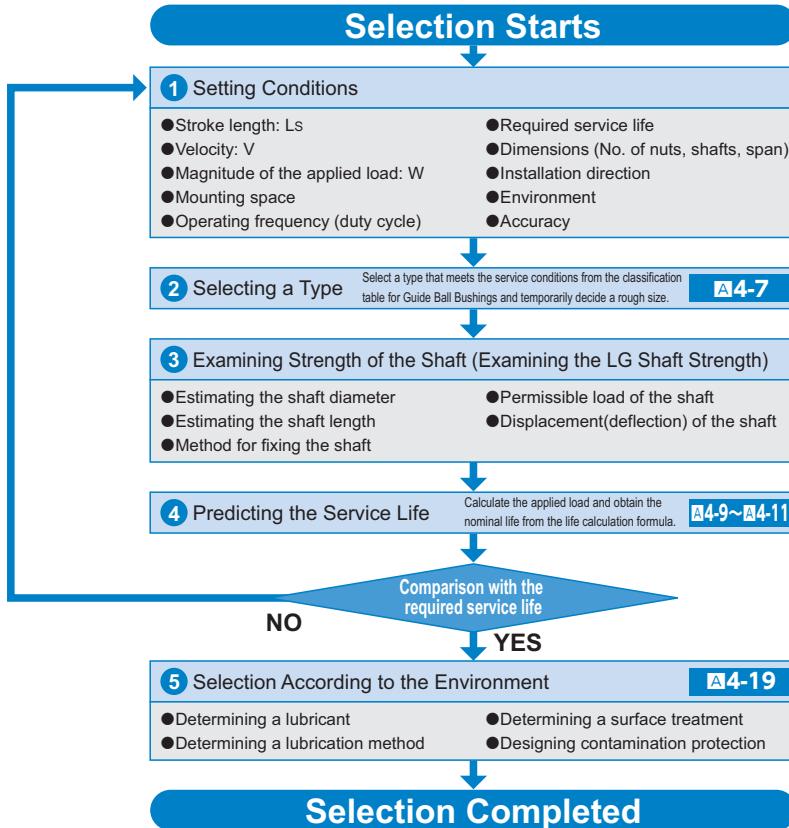 Selection Starts
1 Setting Conditions
●Stroke length: LS
●Velocity: V
●Magnitude of the applied load: W
●Mounting space
●Operating frequency (duty cycle)
●Required service life
●Dimensions (No. of nuts, shafts, span)
●Installation direction
●Environment
●Accuracy
2 Selecting a Type
Select a type that meets the service conditions from the classification
table for Guide Ball Bushings and temporarily decide a rough size.
A4-7
3 Examining Strength of the Shaft (Examining the LG Shaft Strength)
●Estimating the shaft diameter
●Estimating the shaft length
●Method for fixing the shaft
●Permissible load of the shaft
●Displacement(deflection) of the shaft
4 Predicting the Service Life
Calculate the applied load and obtain the
nominal life from the life calculation formula.
A4-9～A4-11
Comparison with the
required service life
NO
YES
5 Selection According to the Environment
A4-19
●Determining a lubricant
●Determining a lubrication method
●Determining a surface treatment
●Designing contamination protection
Selection Completed